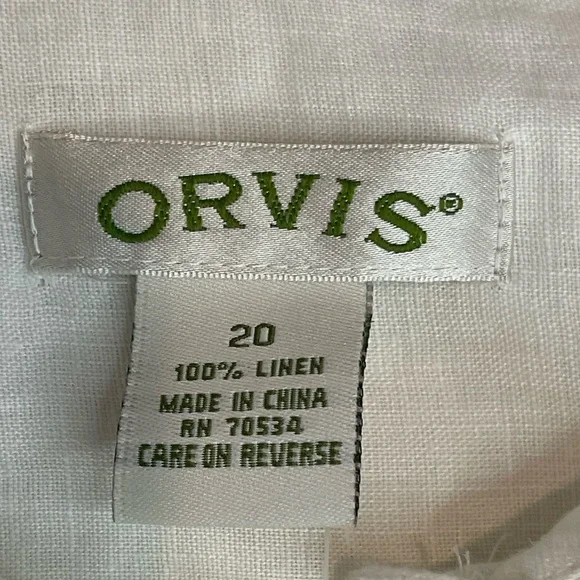 ORVIS®
20
100% LINEN
MADE IN CHINA
RN 70534
CARE ON REVERSE